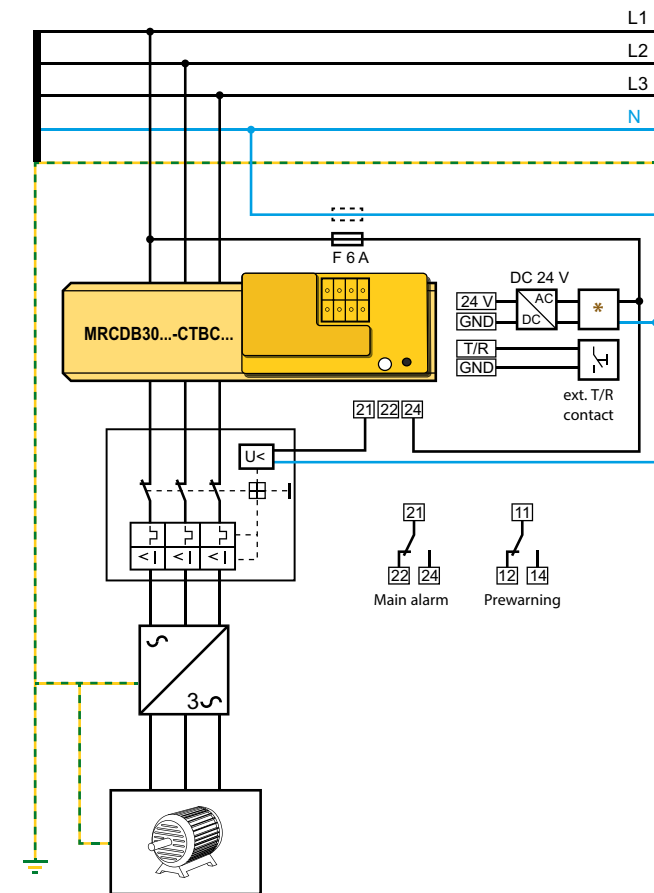 L1
L2
L3
N
F 6 A
DC 24 V
24 V
GND
AC
DC
*
T/R
GND
ext. T/R
contact
MRCDB30...-CTBC...
21 22 24
U<
< I < I < I
21
22 24
Main alarm
11
12 14
Prewarning
3